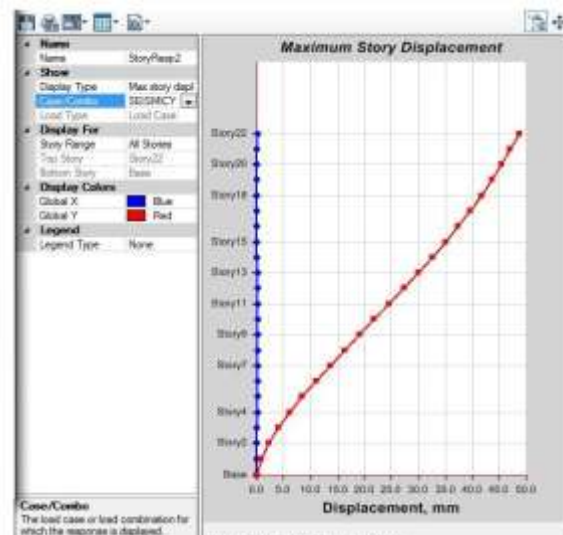 Name
Name StoryResp2
Show
Display Type Max story displ
Case/Combo SEISMICY
Load Type Load Case
Display For
Story Range All Stories
Top Story Story22
Bottom Story Base
Display Colors
Global X Blue
Global Y Red
Legend
Legend Type None
Case/Combo
The load case or load combination for
which the response is displayed.
Maximum Story Displacement
Story22
Story20
Story18
Story15
Story13
Story11
Story9
Story7
Story4
Story2
Base
0.0 5.0 10.0 15.0 20.0 25.0 30.0 35.0 40.0 45.0 50.0
Displacement, mm